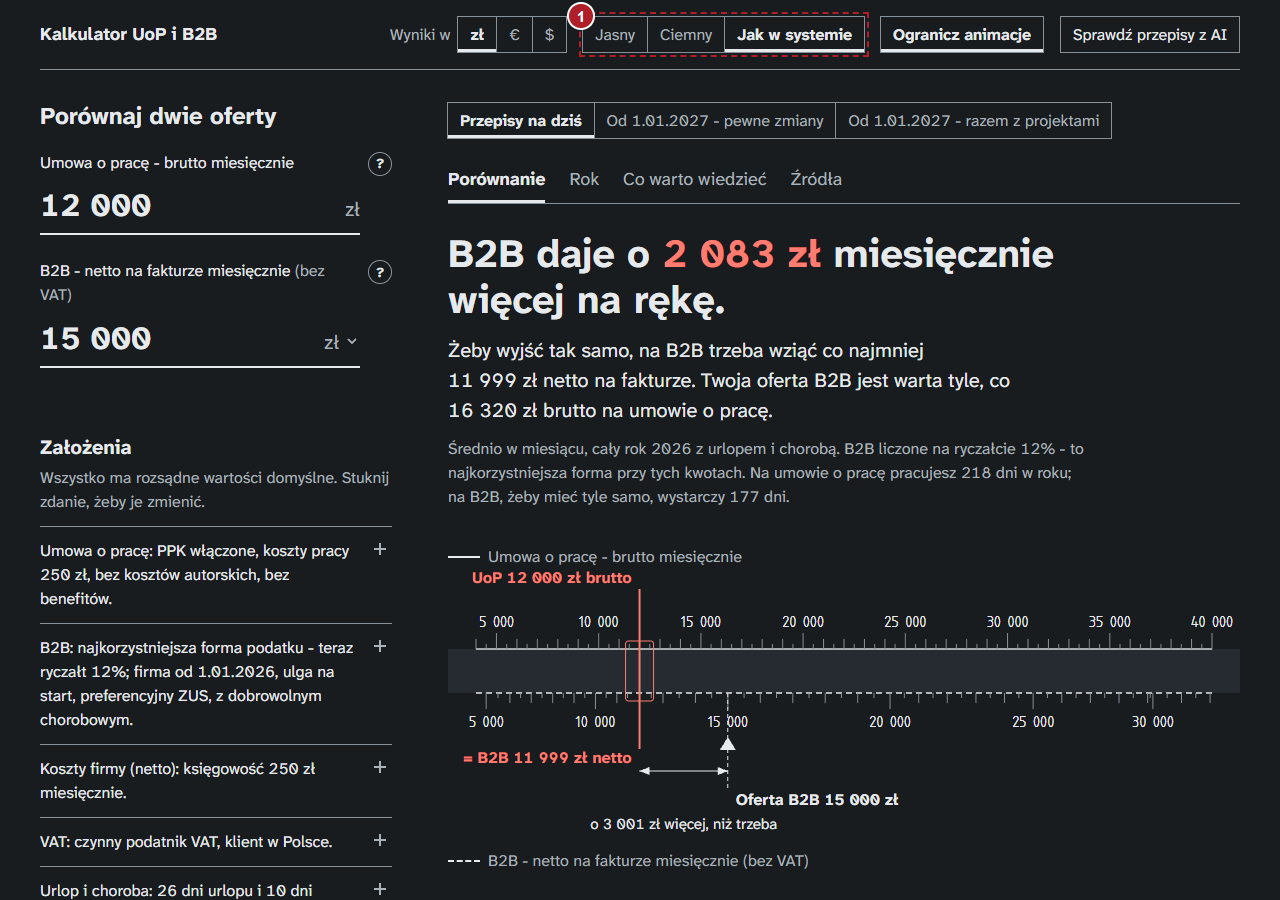 Kalkulator UoP i B2B
Wyniki w zł € $
1
Jasny Ciemny Jak w systemie
Ogranicz animacje
Sprawdź przepisy z AI
Porównaj dwie oferty
Umowa o pracę - brutto miesięcznie ?
12 000 zł
B2B - netto na fakturze miesięcznie (bez
VAT) ?
15 000 zł
Założenia
Wszystko ma rozsądne wartości domyślne. Stuknij
zdanie, żeby je zmienić.
Umowa o pracę: PPK włączone, koszty pracy
250 zł, bez kosztów autorskich, bez
benefitów.
B2B: najkorzystniejsza forma podatku - teraz
ryczałt 12%; firma od 1.01.2026, ulga na
start, preferencyjny ZUS, z dobrowolnym
chorobowym.
Koszty firmy (netto): księgowość 250 zł
miesięcznie.
VAT: czynny podatnik VAT, klient w Polsce.
Urlop i choroba: 26 dni urlopu i 10 dni
Przepisy na dziś
Od 1.01.2027 - pewne zmiany
Od 1.01.2027 - razem z projektami
Porównanie Rok Co warto wiedzieć Źródła
B2B daje o 2 083 zł miesięcznie
więcej na rękę.
Żeby wyjść tak samo, na B2B trzeba wziąć co najmniej
11 999 zł netto na fakturze. Twoja oferta B2B jest warta tyle, co
16 320 zł brutto na umowie o pracę.
Średnio w miesiącu, cały rok 2026 z urlopem i chorobą. B2B liczone na ryczałcie 12% - to
najkorzystniejsza forma przy tych kwotach. Na umowie o pracę pracujesz 218 dni w roku;
na B2B, żeby mieć tyle samo, wystarczy 177 dni.
Umowa o pracę - brutto miesięcznie
UoP 12 000 zł brutto
5 000 10 000 15 000 20 000 25 000 30 000 35 000 40 000
5 000 10 000 15 000 20 000 25 000 30 000
= B2B 11 999 zł netto
Oferta B2B 15 000 zł
o 3 001 zł więcej, niż trzeba
B2B - netto na fakturze miesięcznie (bez VAT)